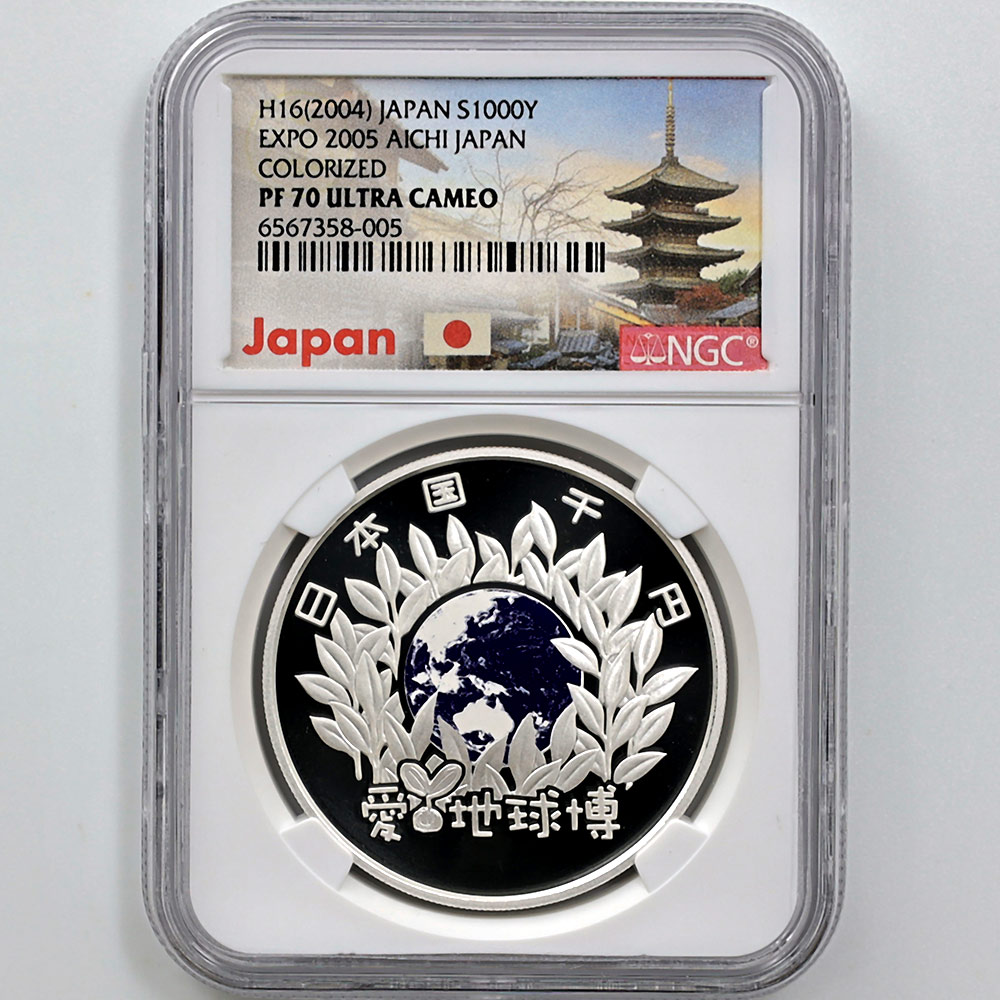 H16(2004) JAPAN S1000Y
EXPO 2005 AICHI JAPAN
COLORIZED
PF 70 ULTRA CAMEO
6567358-005
Japan
NGC®
日本国千円
愛地球博